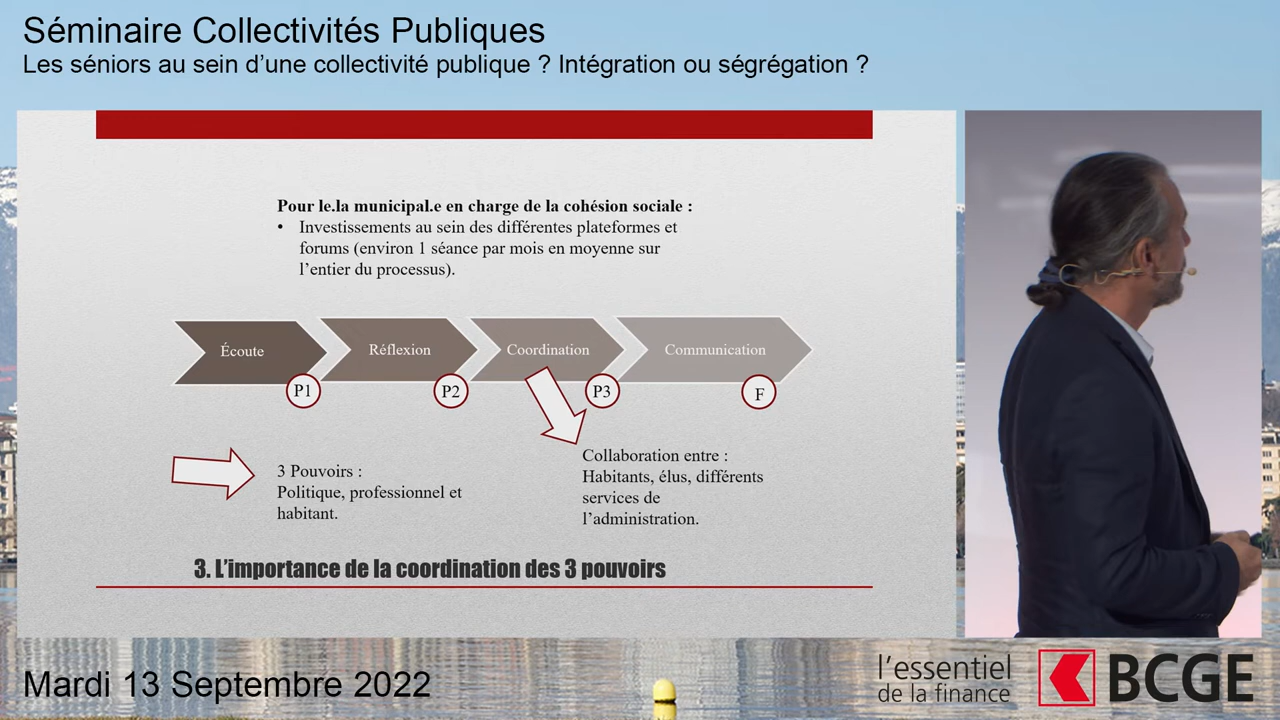 Séminaire Collectivités Publiques
Les séniors au sein d’une collectivité publique ? Intégration ou ségrégation ?
Pour le.la municipal.e en charge de la cohésion sociale :
• Investissements au sein des différentes plateformes et
forums (environ 1 séance par mois en moyenne sur
l’entier du processus).
Écoute
Réflexion
Coordination
Communication
P1
P2
P3
F
3 Pouvoirs :
Politique, professionnel et
habitant.
Collaboration entre :
Habitants, élus, différents
services de
l’administration.
3. L’importance de la coordination des 3 pouvoirs
Mardi 13 Septembre 2022
l’essentiel
de la finance
BCGE